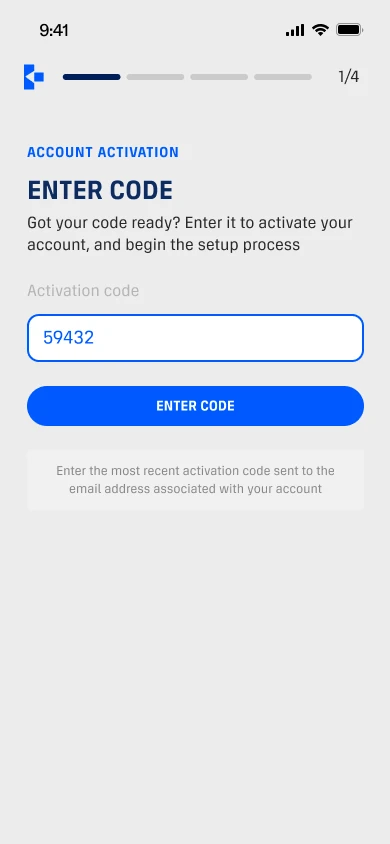 9:41
1/4
ACCOUNT ACTIVATION
ENTER CODE
Got your code ready? Enter it to activate your
account, and begin the setup process
Activation code
59432
ENTER CODE
Enter the most recent activation code sent to the
email address associated with your account